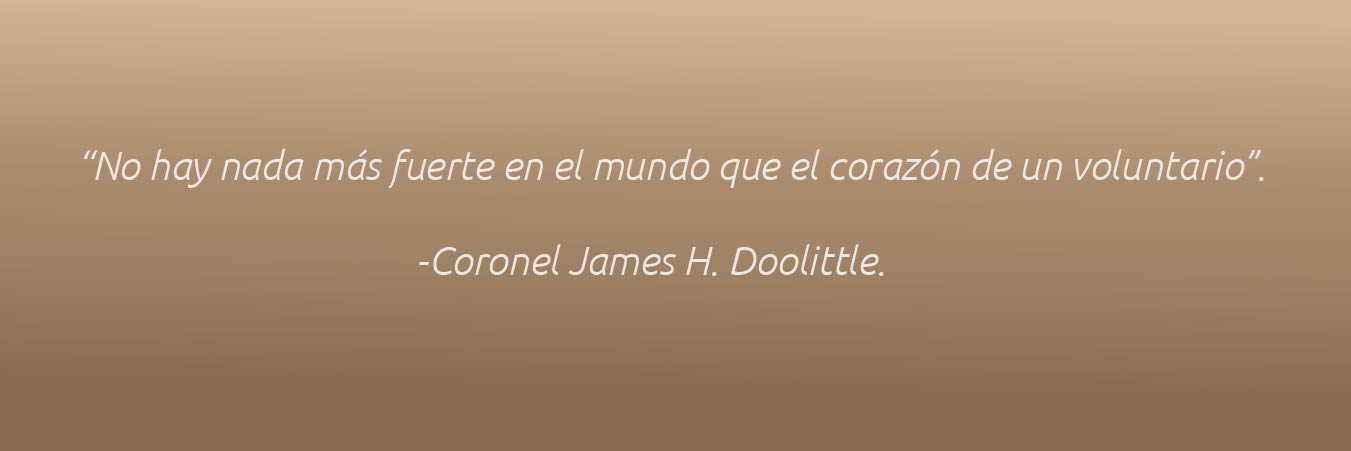 “No hay nada más fuerte en el mundo que el corazón de un voluntario”.
-Coronel James H. Doolittle.